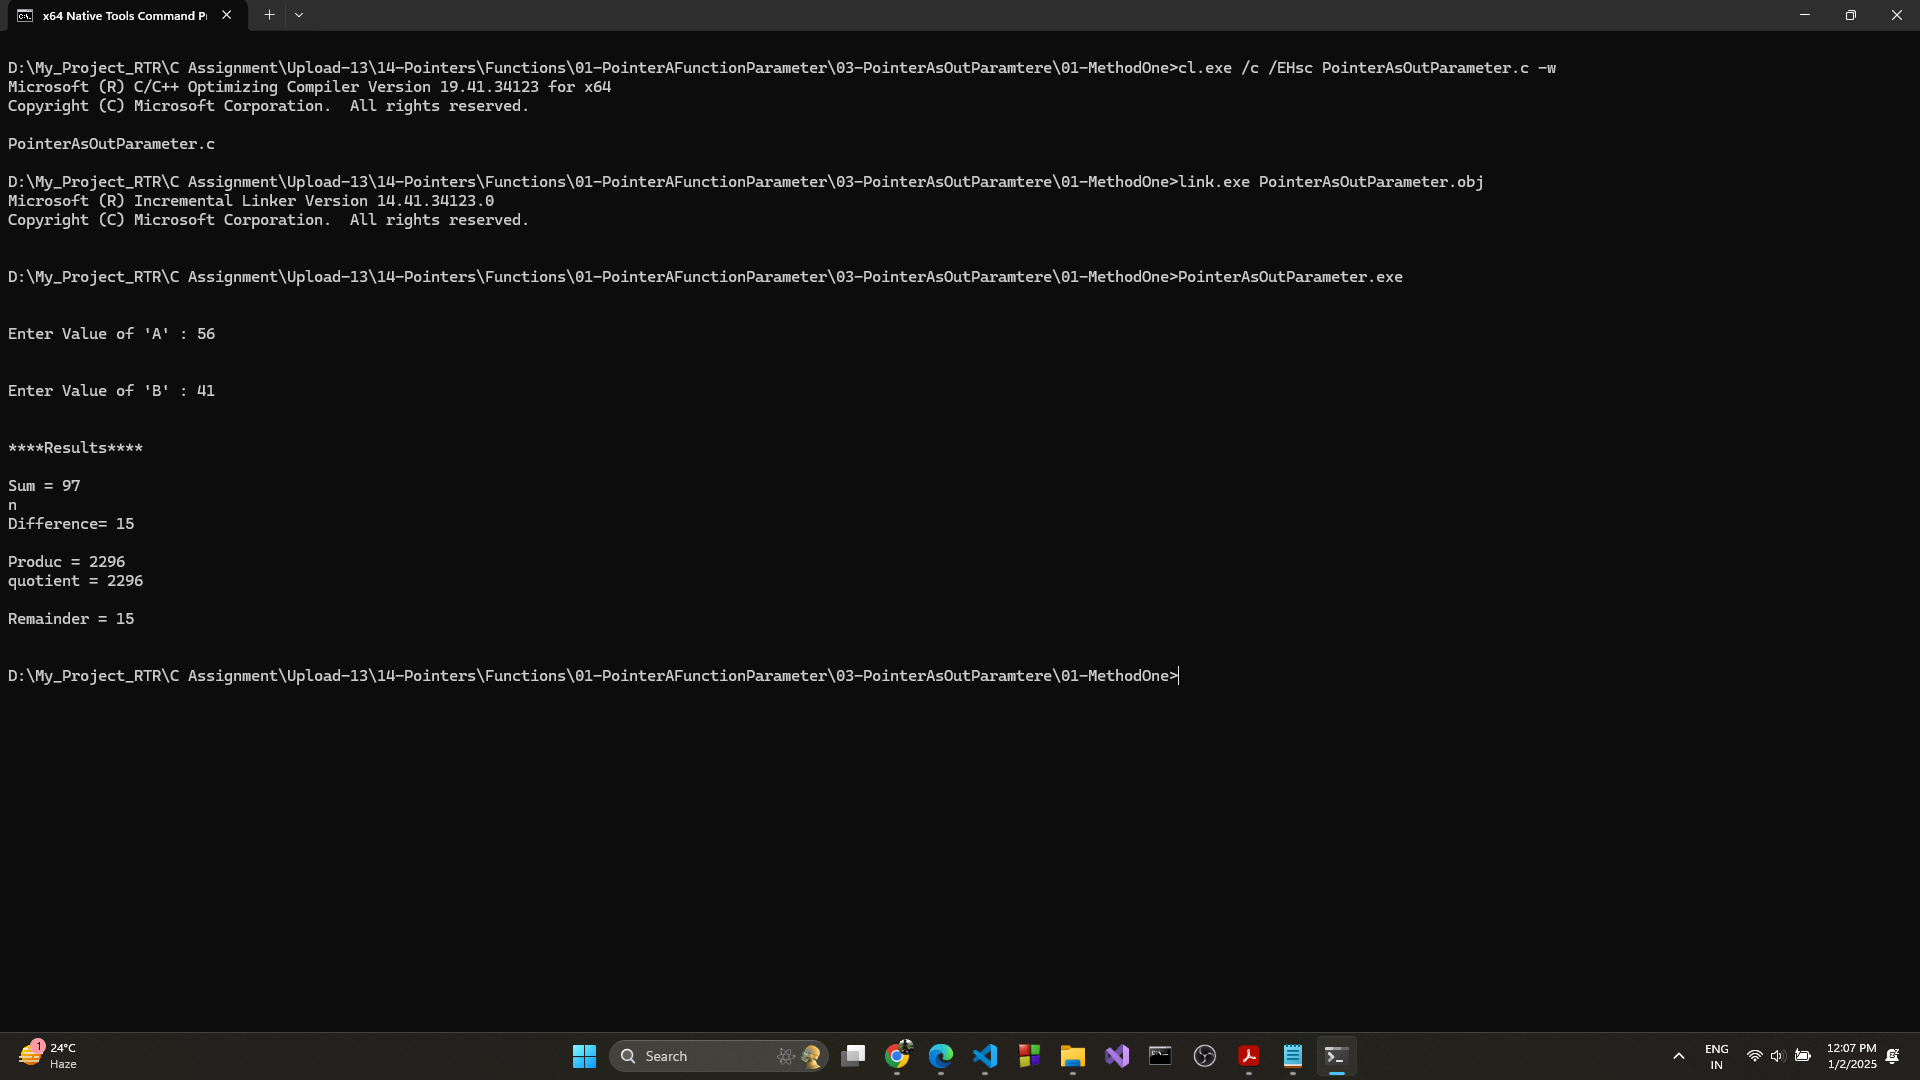 x64 Native Tools Command P
D:\My_Project_RTR\C Assignment\Upload-13\14-Pointers\Functions\01-PointerAFunctionParameter\03-PointerAsOutParamtere\01-MethodOne>cl.exe /c /EHsc PointerAsOutParameter.c -w
Microsoft (R) C/C++ Optimizing Compiler Version 19.41.34123 for x64
Copyright (C) Microsoft Corporation.  All rights reserved.
PointerAsOutParameter.c
D:\My_Project_RTR\C Assignment\Upload-13\14-Pointers\Functions\01-PointerAFunctionParameter\03-PointerAsOutParamtere\01-MethodOne>link.exe PointerAsOutParameter.obj
Microsoft (R) Incremental Linker Version 14.41.34123.0
Copyright (C) Microsoft Corporation.  All rights reserved.
D:\My_Project_RTR\C Assignment\Upload-13\14-Pointers\Functions\01-PointerAFunctionParameter\03-PointerAsOutParamtere\01-MethodOne>PointerAsOutParameter.exe
Enter Value of 'A' : 56
Enter Value of 'B' : 41
****Results****
Sum = 97
n
Difference= 15
Produc = 2296
quotient = 2296
Remainder = 15
D:\My_Project_RTR\C Assignment\Upload-13\14-Pointers\Functions\01-PointerAFunctionParameter\03-PointerAsOutParamtere\01-MethodOne>
1
24°C
Haze
Search
ENG
IN
12:07 PM
1/2/2025